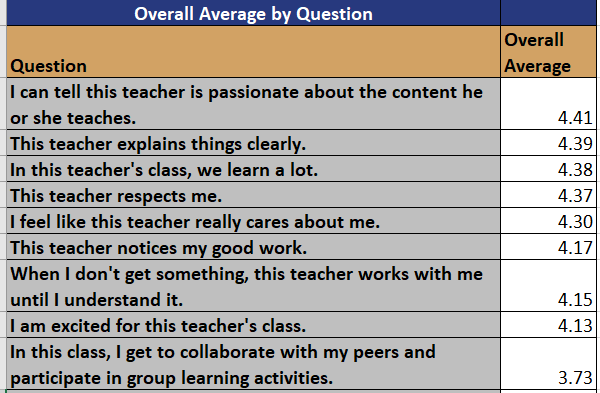 Overall Average by Question
Overall
Question Average
I can tell this teacher is passionate about the content he
or she teaches. 4.41
This teacher explains things clearly. 4.39
In this teacher's class, we learn a lot. 4.38
This teacher respects me. 4.37
I feel like this teacher really cares about me. 4.30
This teacher notices my good work. 4.17
When I don't get something, this teacher works with me
until I understand it. 4.15
I am excited for this teacher's class. 4.13
In this class, I get to collaborate with my peers and
participate in group learning activities. 3.73